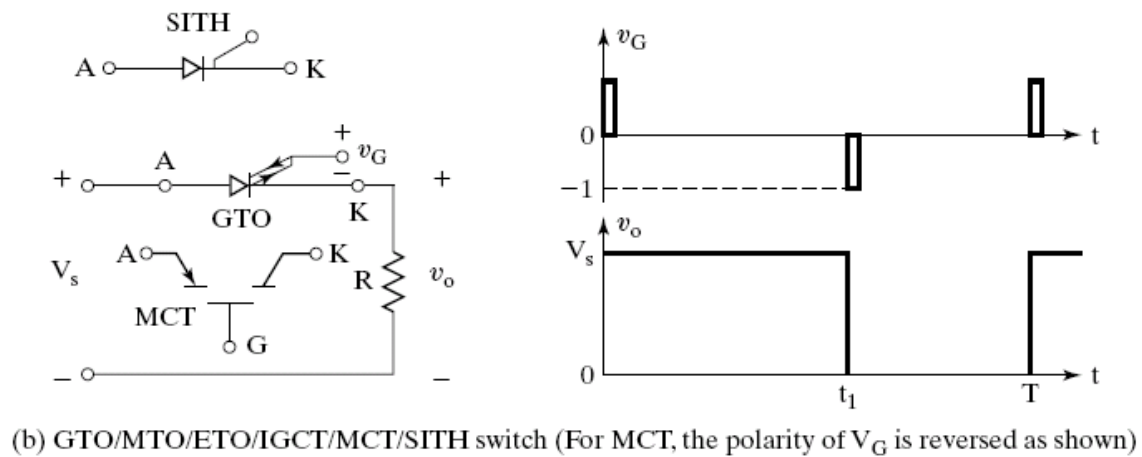 SITH
A
K
+
v_G
A
−
+
+
GTO
K
A
K
V_s
R
v_o
MCT
G
−
−
v_G
0
t
−1
v_o
V_s
0
t_1
T
t
(b) GTO/MTO/ETO/IGCT/MCT/SITH switch (For MCT, the polarity of V_G is reversed as shown)